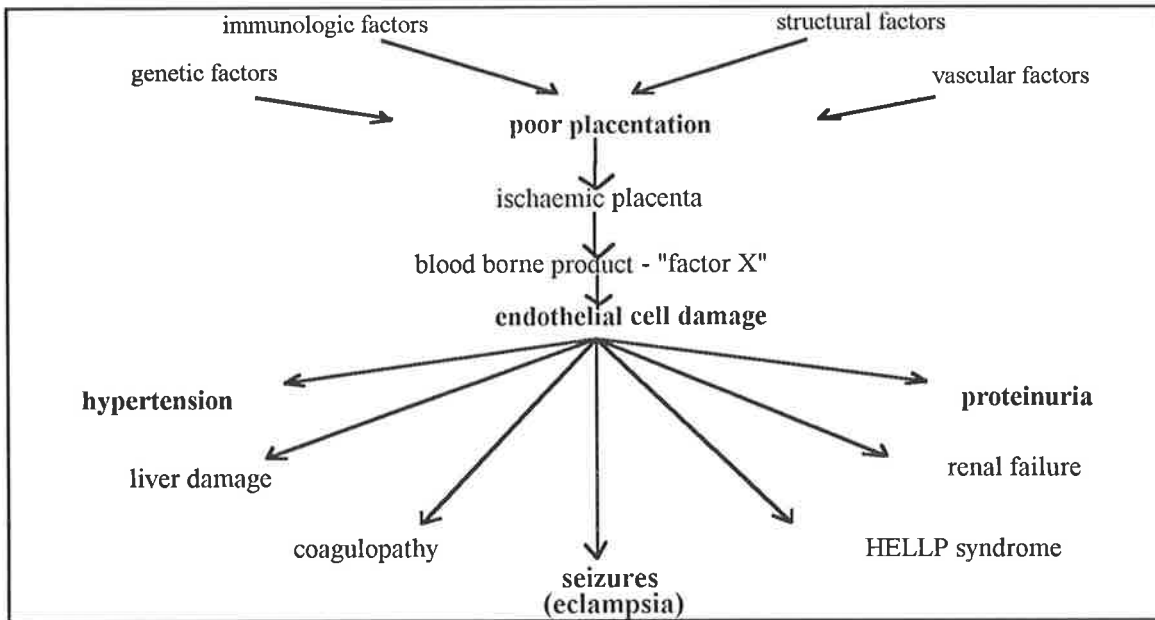 immunologic factors
structural factors
genetic factors
vascular factors
poor placentation
ischaemic placenta
blood borne product - "factor X"
endothelial cell damage
hypertension
proteinuria
liver damage
renal failure
coagulopathy
HELLP syndrome
seizures
(eclampsia)